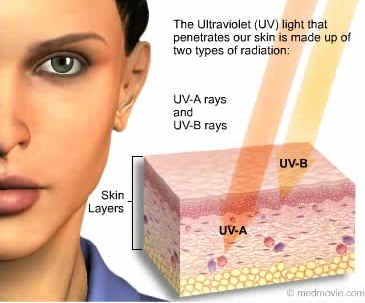 The Ultraviolet (UV) light that
penetrates our skin is made up of
two types of radiation:
UV-A rays
and
UV-B rays
UV-B
Skin
Layers
UV-A
© medmovie.com